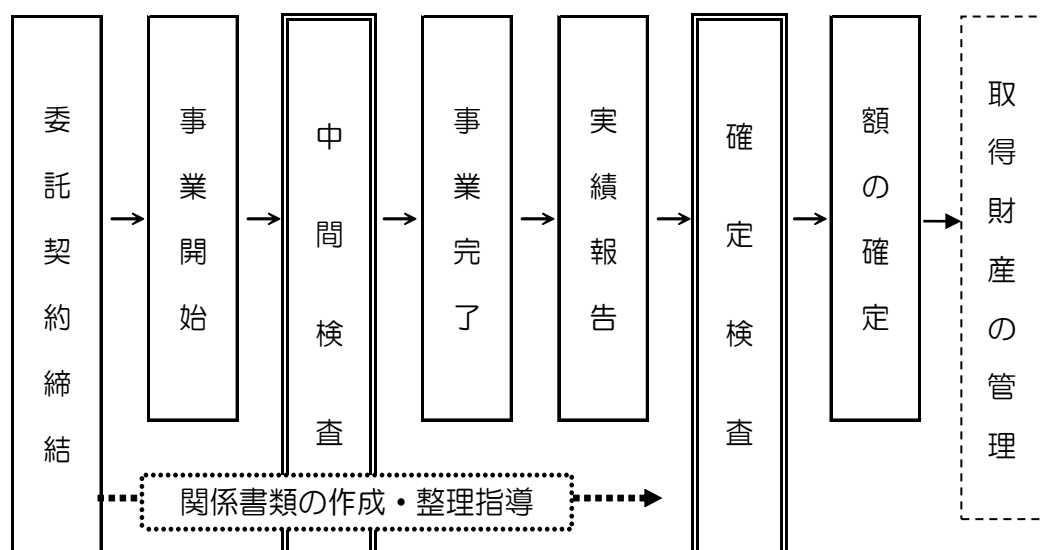 委託契約締結
事業開始
中間検査
事業完了
実績報告
確定検査
額の確定
取得財産の管理
関係書類の作成・整理指導